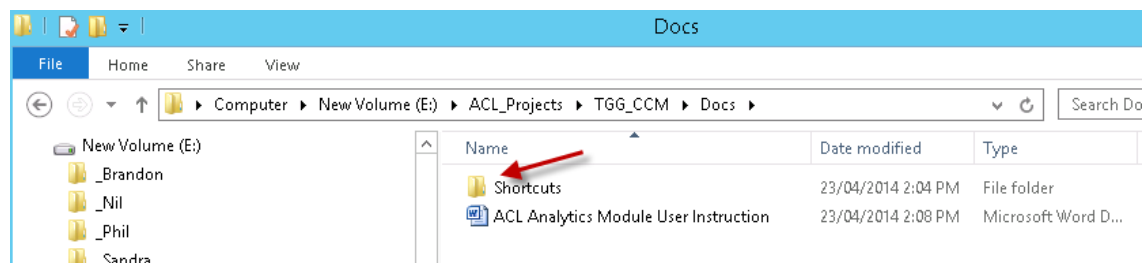 Docs
File Home Share View
Computer New Volume (E:) ACL_Projects TGG_CCM Docs Search Do
New Volume (E:)
_Brandon
_Nil
_Phil
_Sandra
Name Date modified Type
Shortcuts 23/04/2014 2:04 PM File folder
ACL Analytics Module User Instruction 23/04/2014 2:08 PM Microsoft Word D...